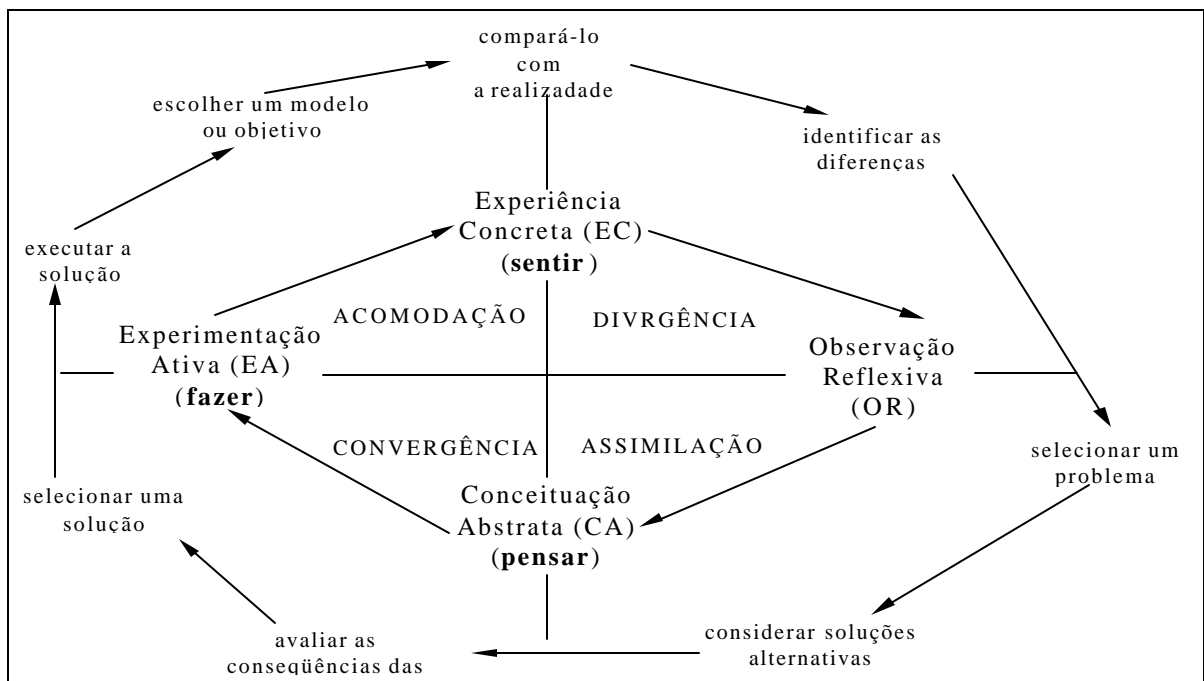 compará-lo
com
a realizadade
escolher um modelo
ou objetivo
identificar as
diferenças
Experiência
Concreta (EC)
(sentir )
executar a
solução
ACOMODAÇÃO
DIVRGÊNCIA
Experimentação
Ativa (EA)
(fazer)
Observação
Reflexiva
(OR)
CONVERGÊNCIA
ASSIMILAÇÃO
selecionar um
problema
selecionar uma
solução
Conceituação
Abstrata (CA)
(pensar)
considerar soluções
alternativas
avaliar as
conseqüências das